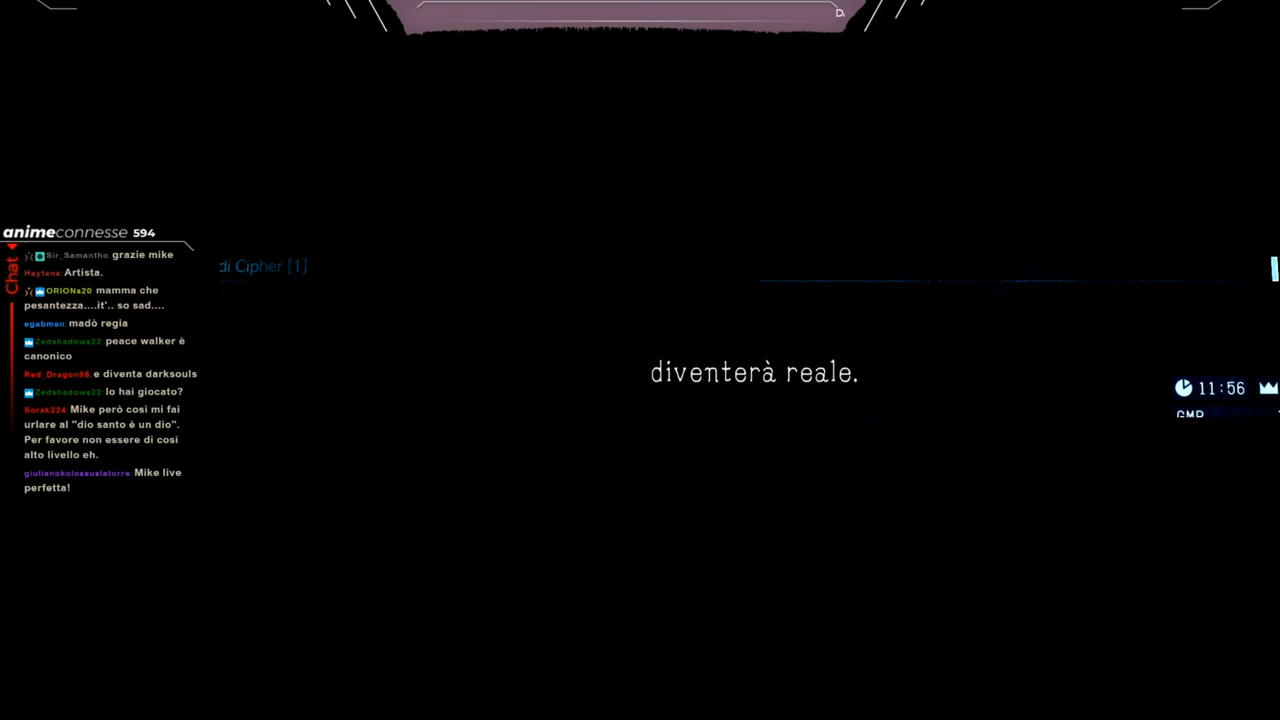 D.
animeconnesse 594
Chat
Sir_Samantho: grazie mike
Haytana: Artista.
ORIONs20 mamma che
pesantezza....it'.. so sad....
egabman: madò regia
Zedshadows22: peace walker è
canonico
Red_Dragon98: e diventa darksouls
Zedshadows22: lo hai giocato?
Sorak224: Mike però così mi fai
urlare al "dio santo è un dio".
Per favore non essere di così
alto livello eh.
giulianokolossuslatorre: Mike live
perfetta!
di Cipher [1]
diventerà reale.
11:56
GMP